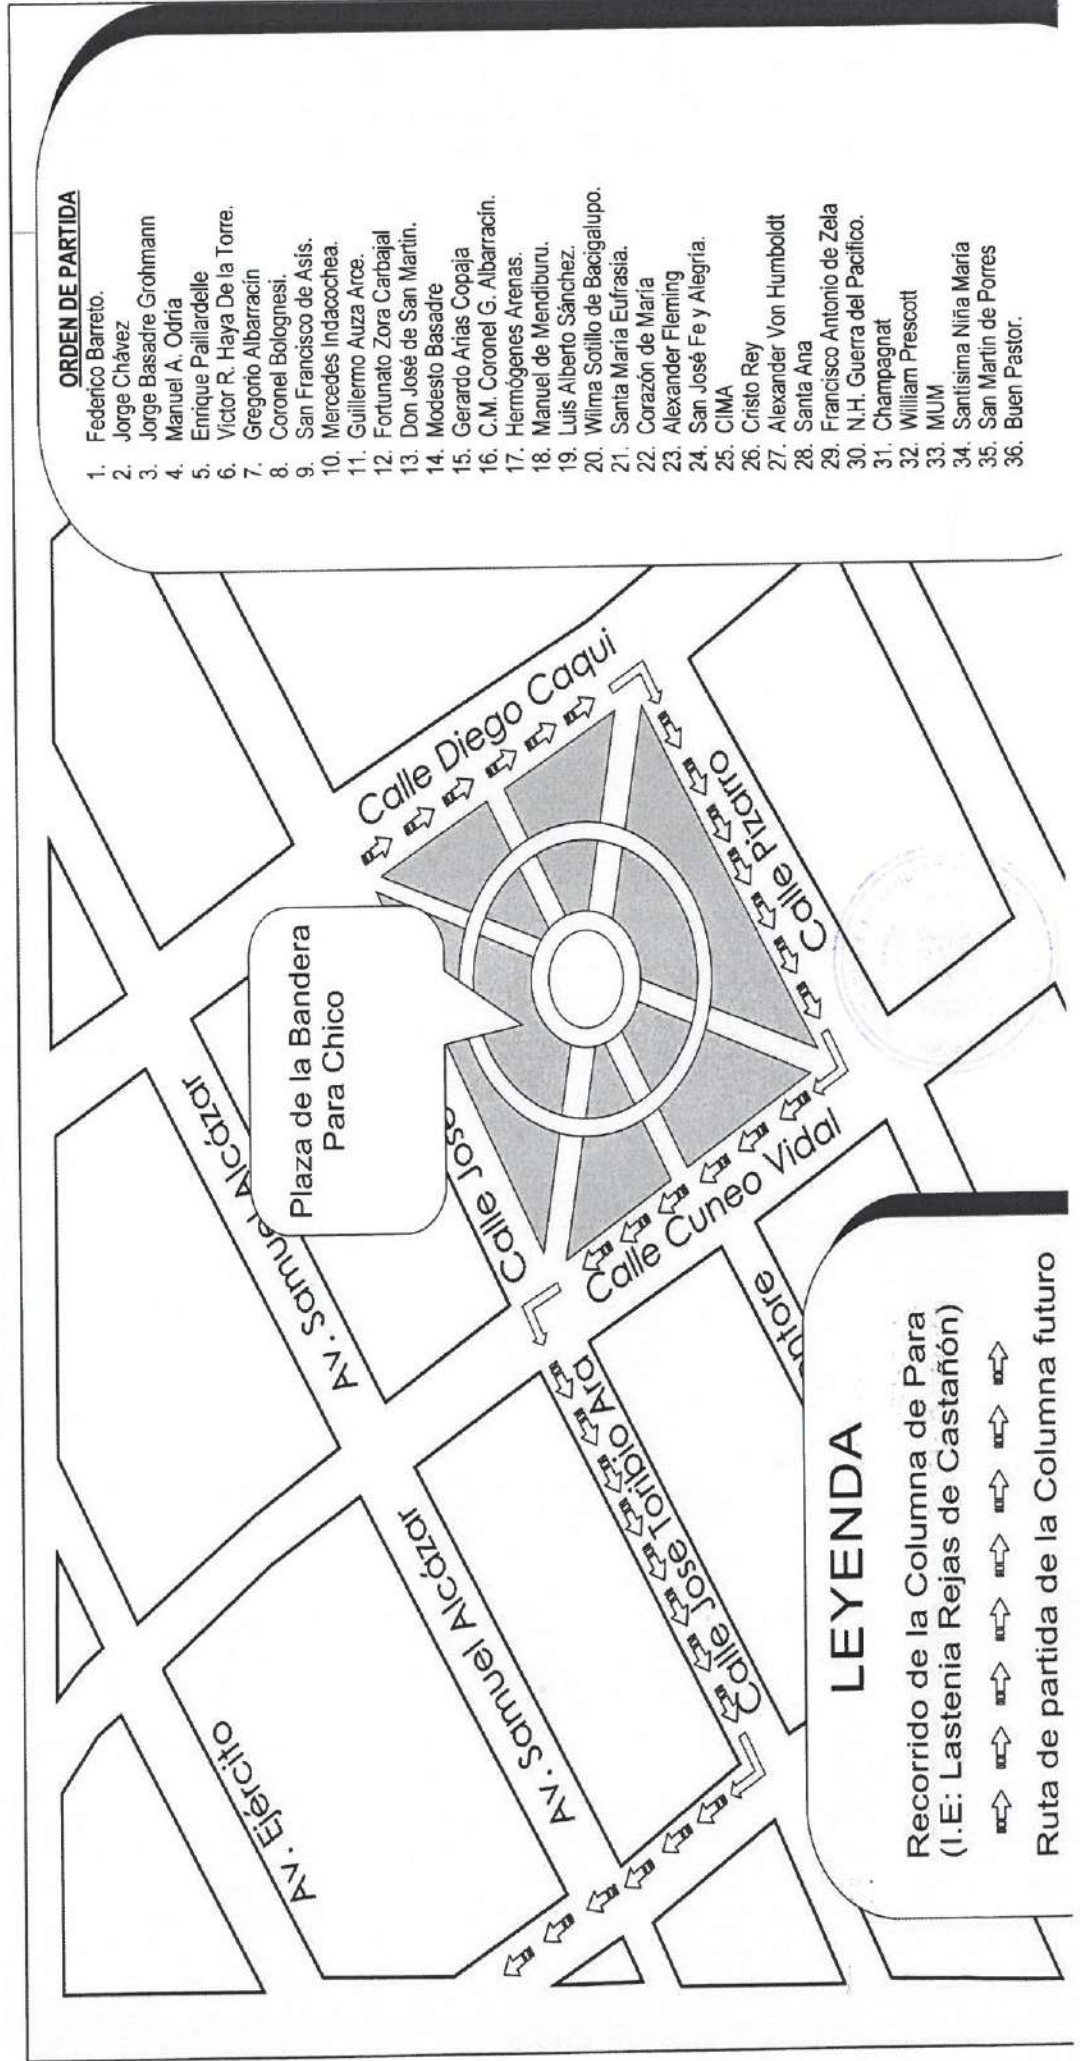 ORDEN DE PARTIDA
1. Federico Barreto.
2. Jorge Chávez
3. Jorge Basadre Grohmann
4. Manuel A. Odría
5. Enrique Paillardelle
6. Victor R. Haya De la Torre.
7. Gregorio Albarracín
8. Coronel Bolognesi.
9. San Francisco de Asís.
10. Mercedes Indacochea.
11. Guillermo Auza Arce.
12. Fortunato Zora Carbajal
13. Don José de San Martin.
14. Modesto Basadre
15. Gerardo Arias Copaja
16. C.M. Coronel G. Albarracín.
17. Hermógenes Arenas.
18. Manuel de Mendiburu.
19. Luis Alberto Sánchez.
20. Wilma Sotillo de Bacigalupo.
21. Santa María Eufrasia.
22. Corazón de María
23. Alexander Fleming
24. San José Fe y Alegría.
25. CIMA
26. Cristo Rey
27. Alexander Von Humboldt
28. Santa Ana
29. Francisco Antonio de Zela
30. N.H. Guerra del Pacifico.
31. Champagnat
32. William Prescott
33. MUM
34. Santísima Niña María
35. San Martin de Porres
36. Buen Pastor.
Av. Ejército
Av. Samuel Alcázar
Av. Samuel Alcázar
Plaza de la Bandera
Para Chico
Calle Diego Caqui
Calle José
Calle Pizarro
Calle Cuneo Vidal
Calle José Toribio Ara
ntore
LEYENDA
Recorrido de la Columna de Para
(I.E: Lastenia Rejas de Castañón)
Ruta de partida de la Columna futuro